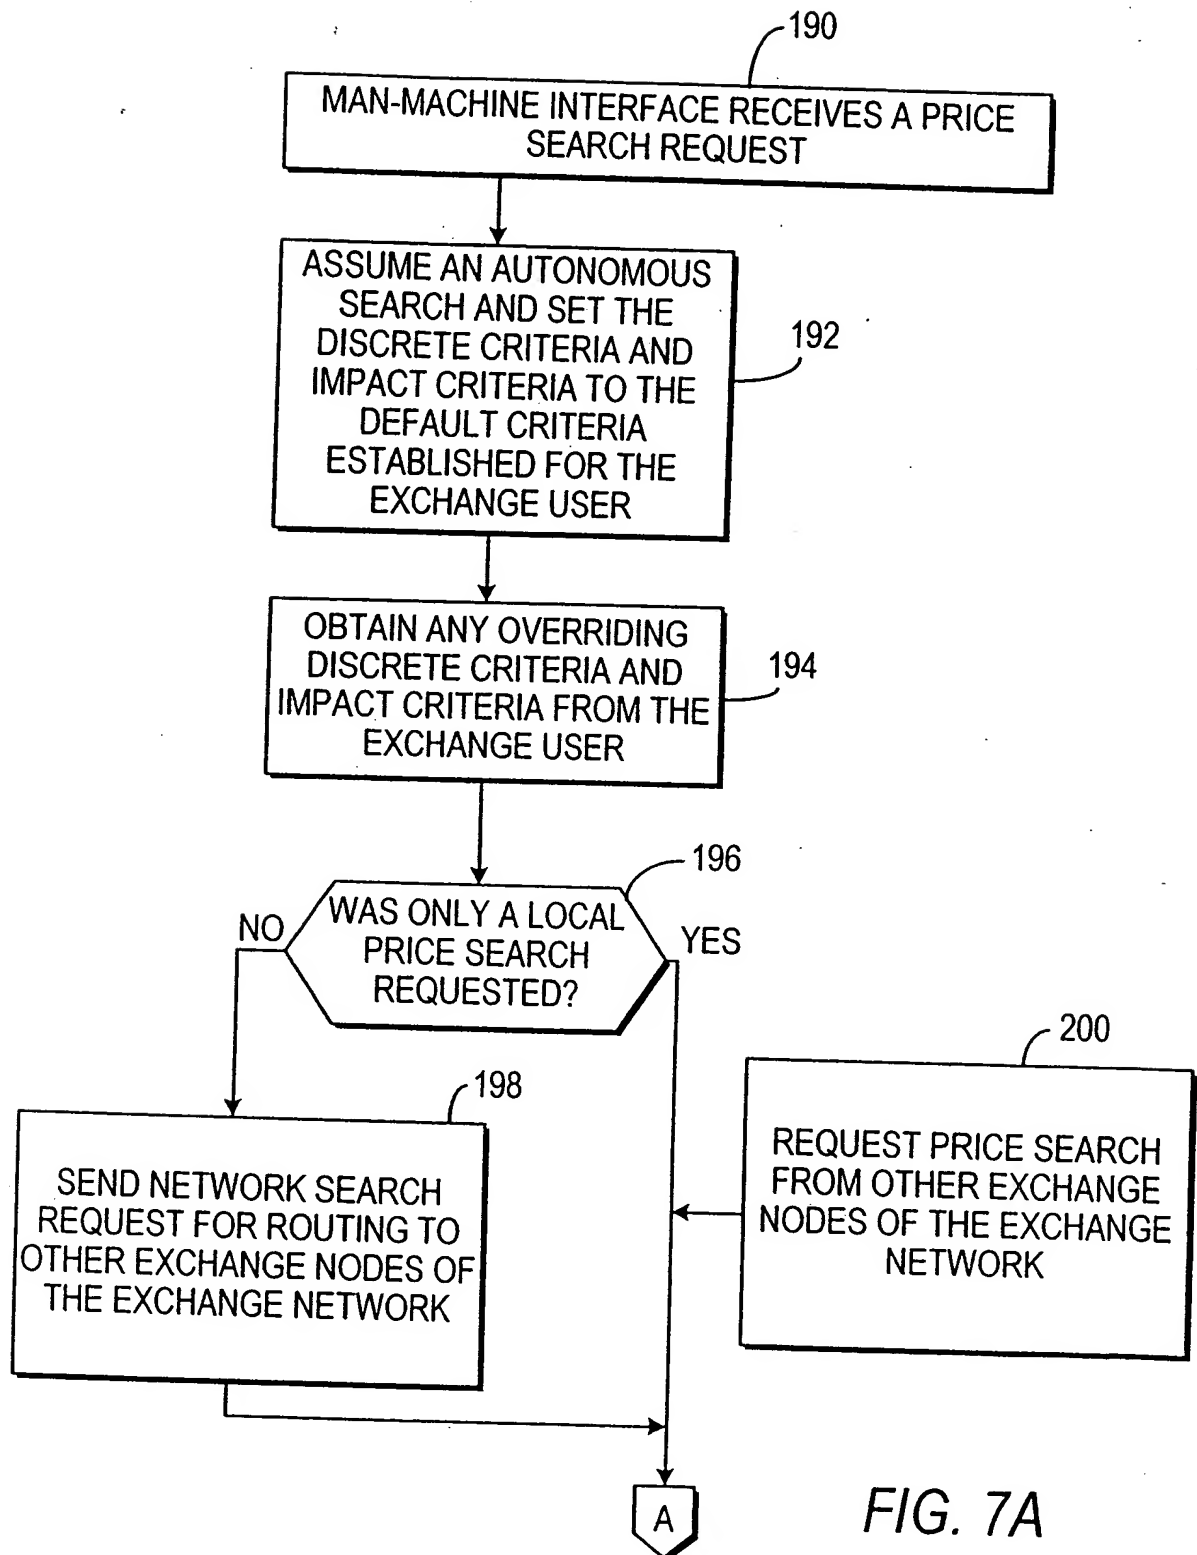 190
MAN-MACHINE INTERFACE RECEIVES A PRICE
SEARCH REQUEST
ASSUME AN AUTONOMOUS
SEARCH AND SET THE
DISCRETE CRITERIA AND
IMPACT CRITERIA TO THE
DEFAULT CRITERIA
ESTABLISHED FOR THE
EXCHANGE USER
192
OBTAIN ANY OVERRIDING
DISCRETE CRITERIA AND
IMPACT CRITERIA FROM THE
EXCHANGE USER
194
196
WAS ONLY A LOCAL
PRICE SEARCH
REQUESTED?
NO
YES
198
SEND NETWORK SEARCH
REQUEST FOR ROUTING TO
OTHER EXCHANGE NODES OF
THE EXCHANGE NETWORK
200
REQUEST PRICE SEARCH
FROM OTHER EXCHANGE
NODES OF THE EXCHANGE
NETWORK
A
FIG. 7A